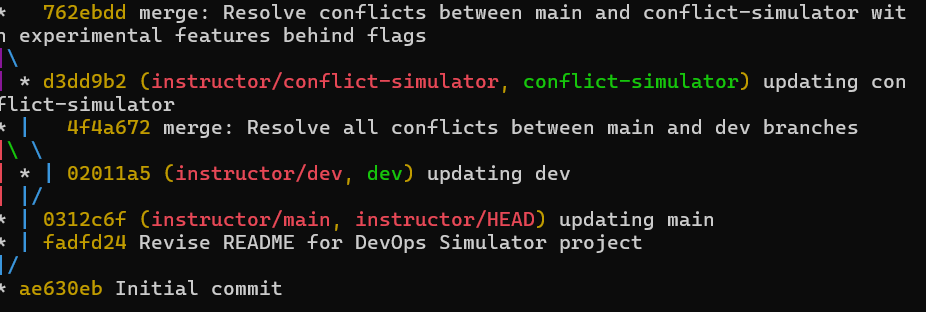 *   762ebdd merge: Resolve conflicts between main and conflict-simulator wit
h experimental features behind flags
|\
| * d3dd9b2 (instructor/conflict-simulator, conflict-simulator) updating con
flict-simulator
* |   4f4a672 merge: Resolve all conflicts between main and dev branches
|\ \
| * | 02011a5 (instructor/dev, dev) updating dev
| |/
* | 0312c6f (instructor/main, instructor/HEAD) updating main
* | fadfd24 Revise README for DevOps Simulator project
|/
* ae630eb Initial commit